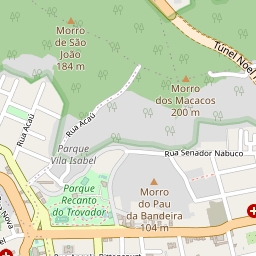 Morro
de São
João
184 m
Túnel Noel
Morro
dos Macacos
200 m
Rua Acaú
Rua Acaú
Parque
Vila Isabel
Rua Senador Nabuco
Parque
Recanto
do Trovador
Morro
do Pau
da Bandeira
104 m
Nova